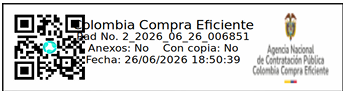 Colombia Compra Eficiente
Rad No. 2_2026_06_26_006851
Anexos: No Con copia: No
Fecha: 26/06/2026 18:50:39
Agencia Nacional
de Contratación Pública
Colombia Compra Eficiente